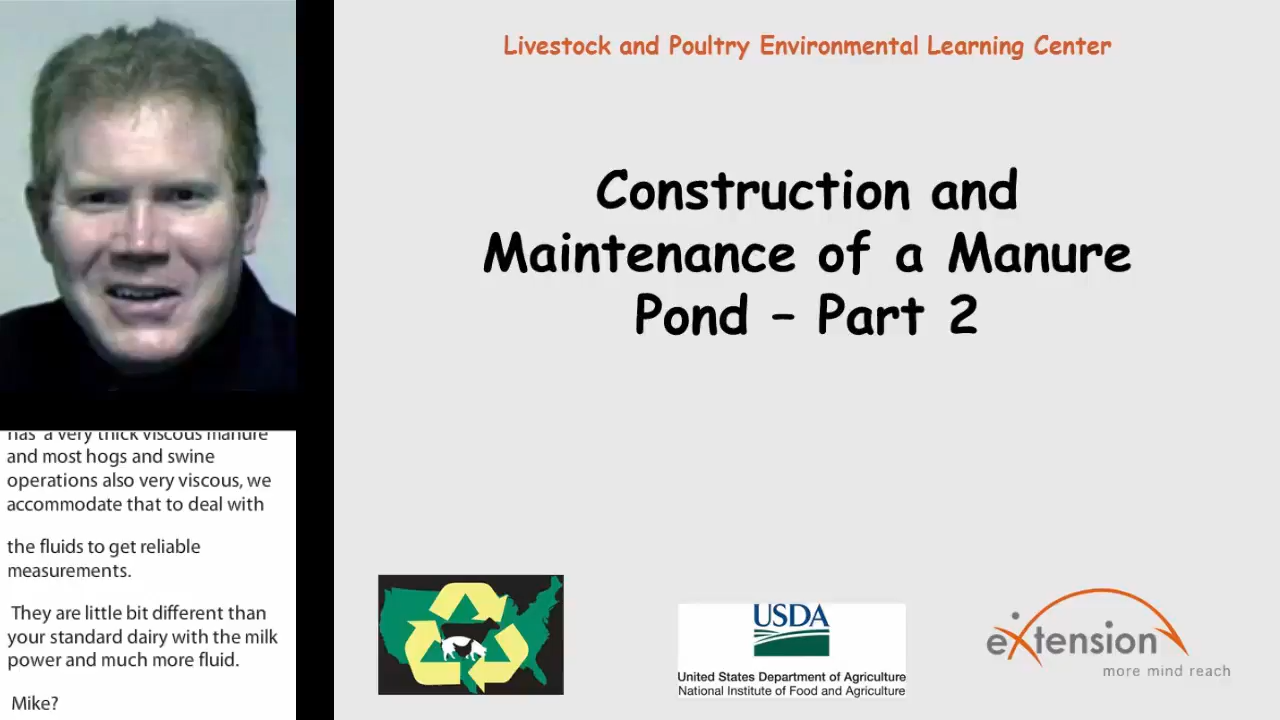 Livestock and Poultry Environmental Learning Center
Construction and
Maintenance of a Manure
Pond – Part 2
has a very thick viscous manure
and most hogs and swine
operations also very viscous, we
accommodate that to deal with
the fluids to get reliable
measurements.
They are little bit different than
your standard dairy with the milk
power and much more fluid.
Mike?
USDA
United States Department of Agriculture
National Institute of Food and Agriculture
eXtension
more mind reach